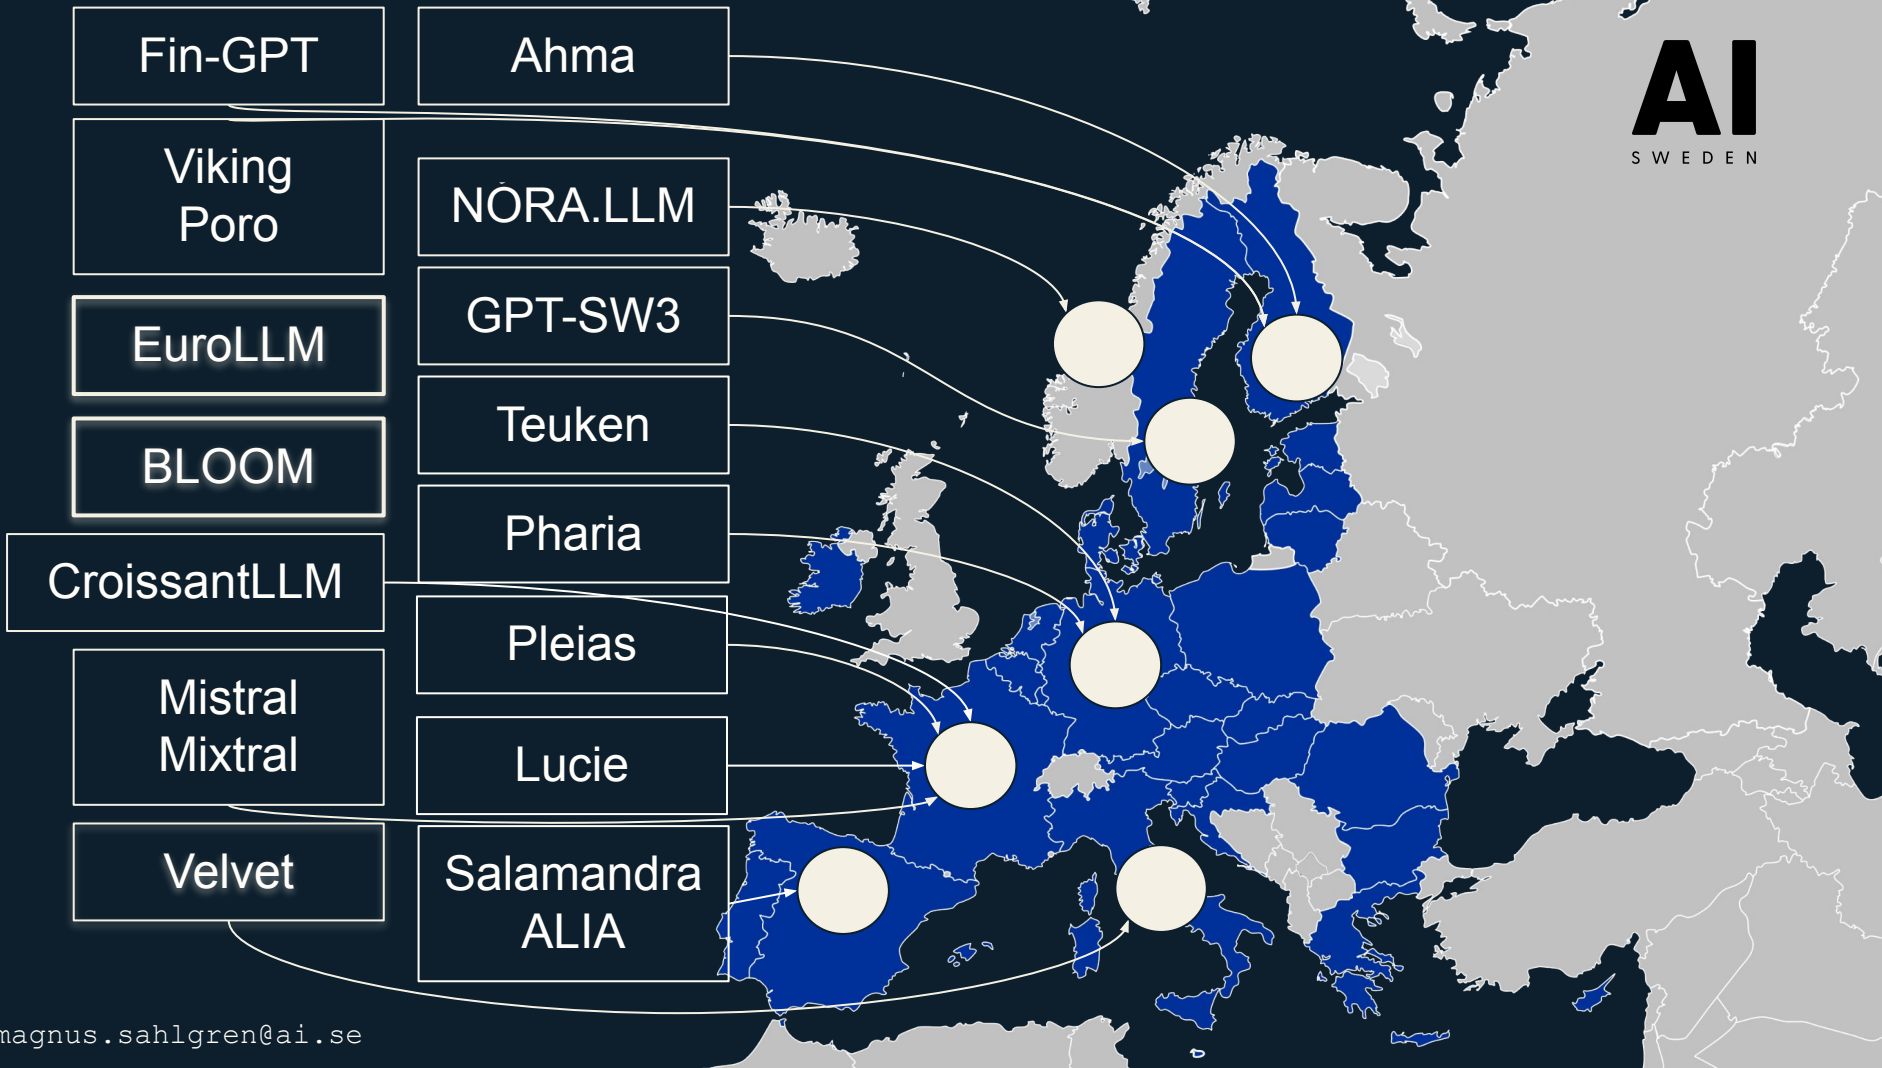 Fin-GPT
Ahma
Viking
Poro
NORA.LLM
EuroLLM
GPT-SW3
BLOOM
Teuken
Pharia
CroissantLLM
Pleias
Mistral
Mixtral
Lucie
Velvet
Salamandra
ALIA
AI
SWEDEN
magnus.sahlgren@ai.se